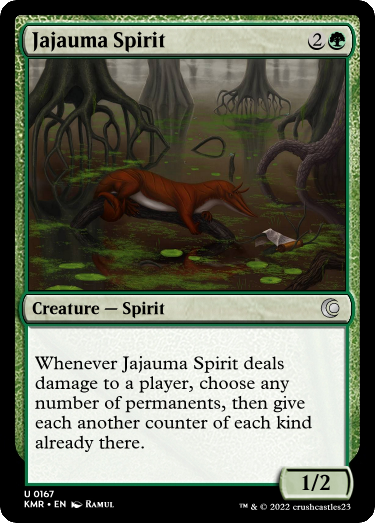 Jajauma Spirit 2
Creature — Spirit
Whenever Jajauma Spirit deals
damage to a player, choose any
number of permanents, then give
each another counter of each kind
already there.
1/2
U 0167
KMR • EN Ramul
™ & © 2022 crushcastles23